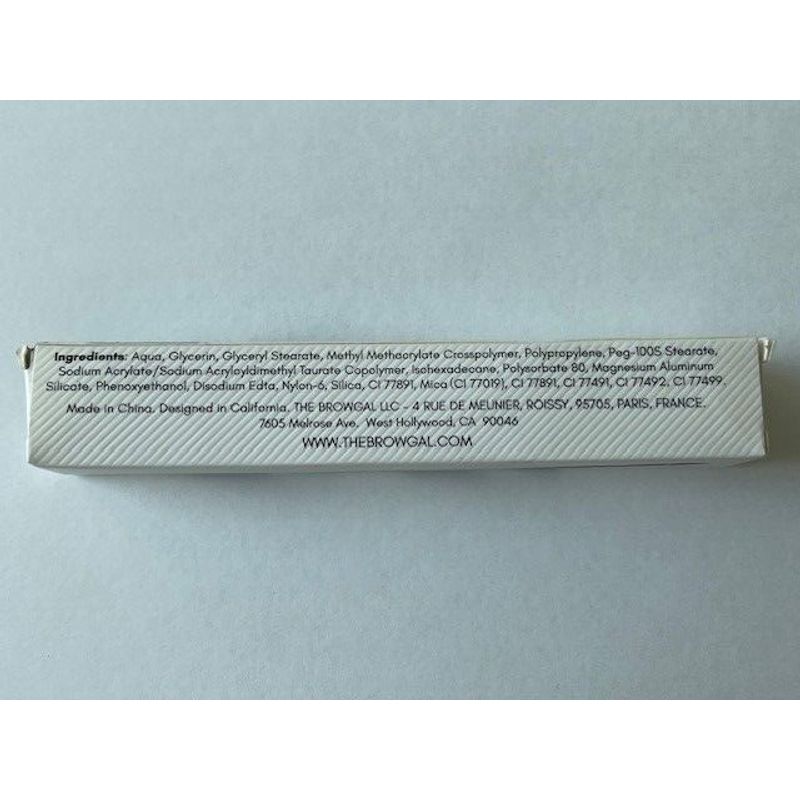 Ingredients: Aqua, Glycerin, Glyceryl Stearate, Methyl Methacrylate Crosspolymer, Polypropylene, Peg-100S Stearate,
Sodium Acrylate/Sodium Acryloyldimethyl Taurate Copolymer, Isohexadecane, Polysorbate 80, Magnesium Aluminum
Silicate, Phenoxyethanol, Disodium Edta, Nylon-6, Silica, CI 77891, Mica (CI 77019), CI 77891, CI 77491, CI 77492, CI 77499.
Made in China. Designed in California. THE BROWGAL LLC - 4 RUE DE MEUNIER, ROISSY, 95705, PARIS, FRANCE.
7605 Melrose Ave. West Hollywood, CA 90046
WWW.THEBROWGAL.COM